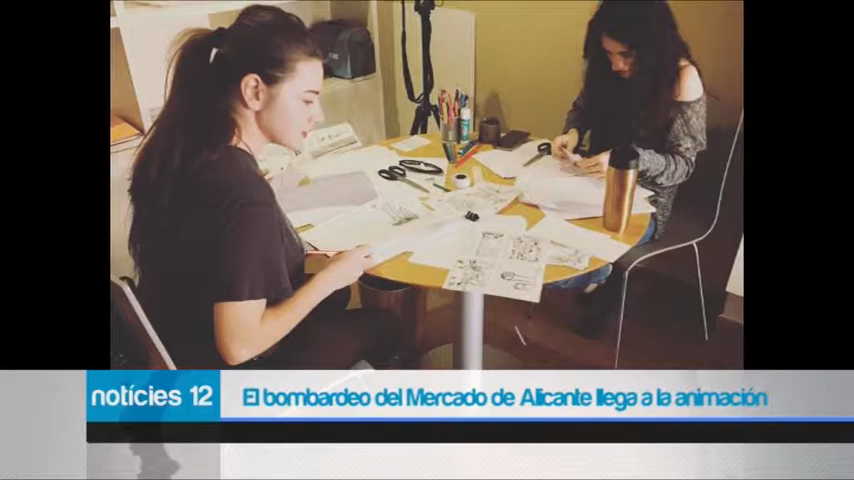 notícies 12
El bombardeo del Mercado de Alicante llega a la animación